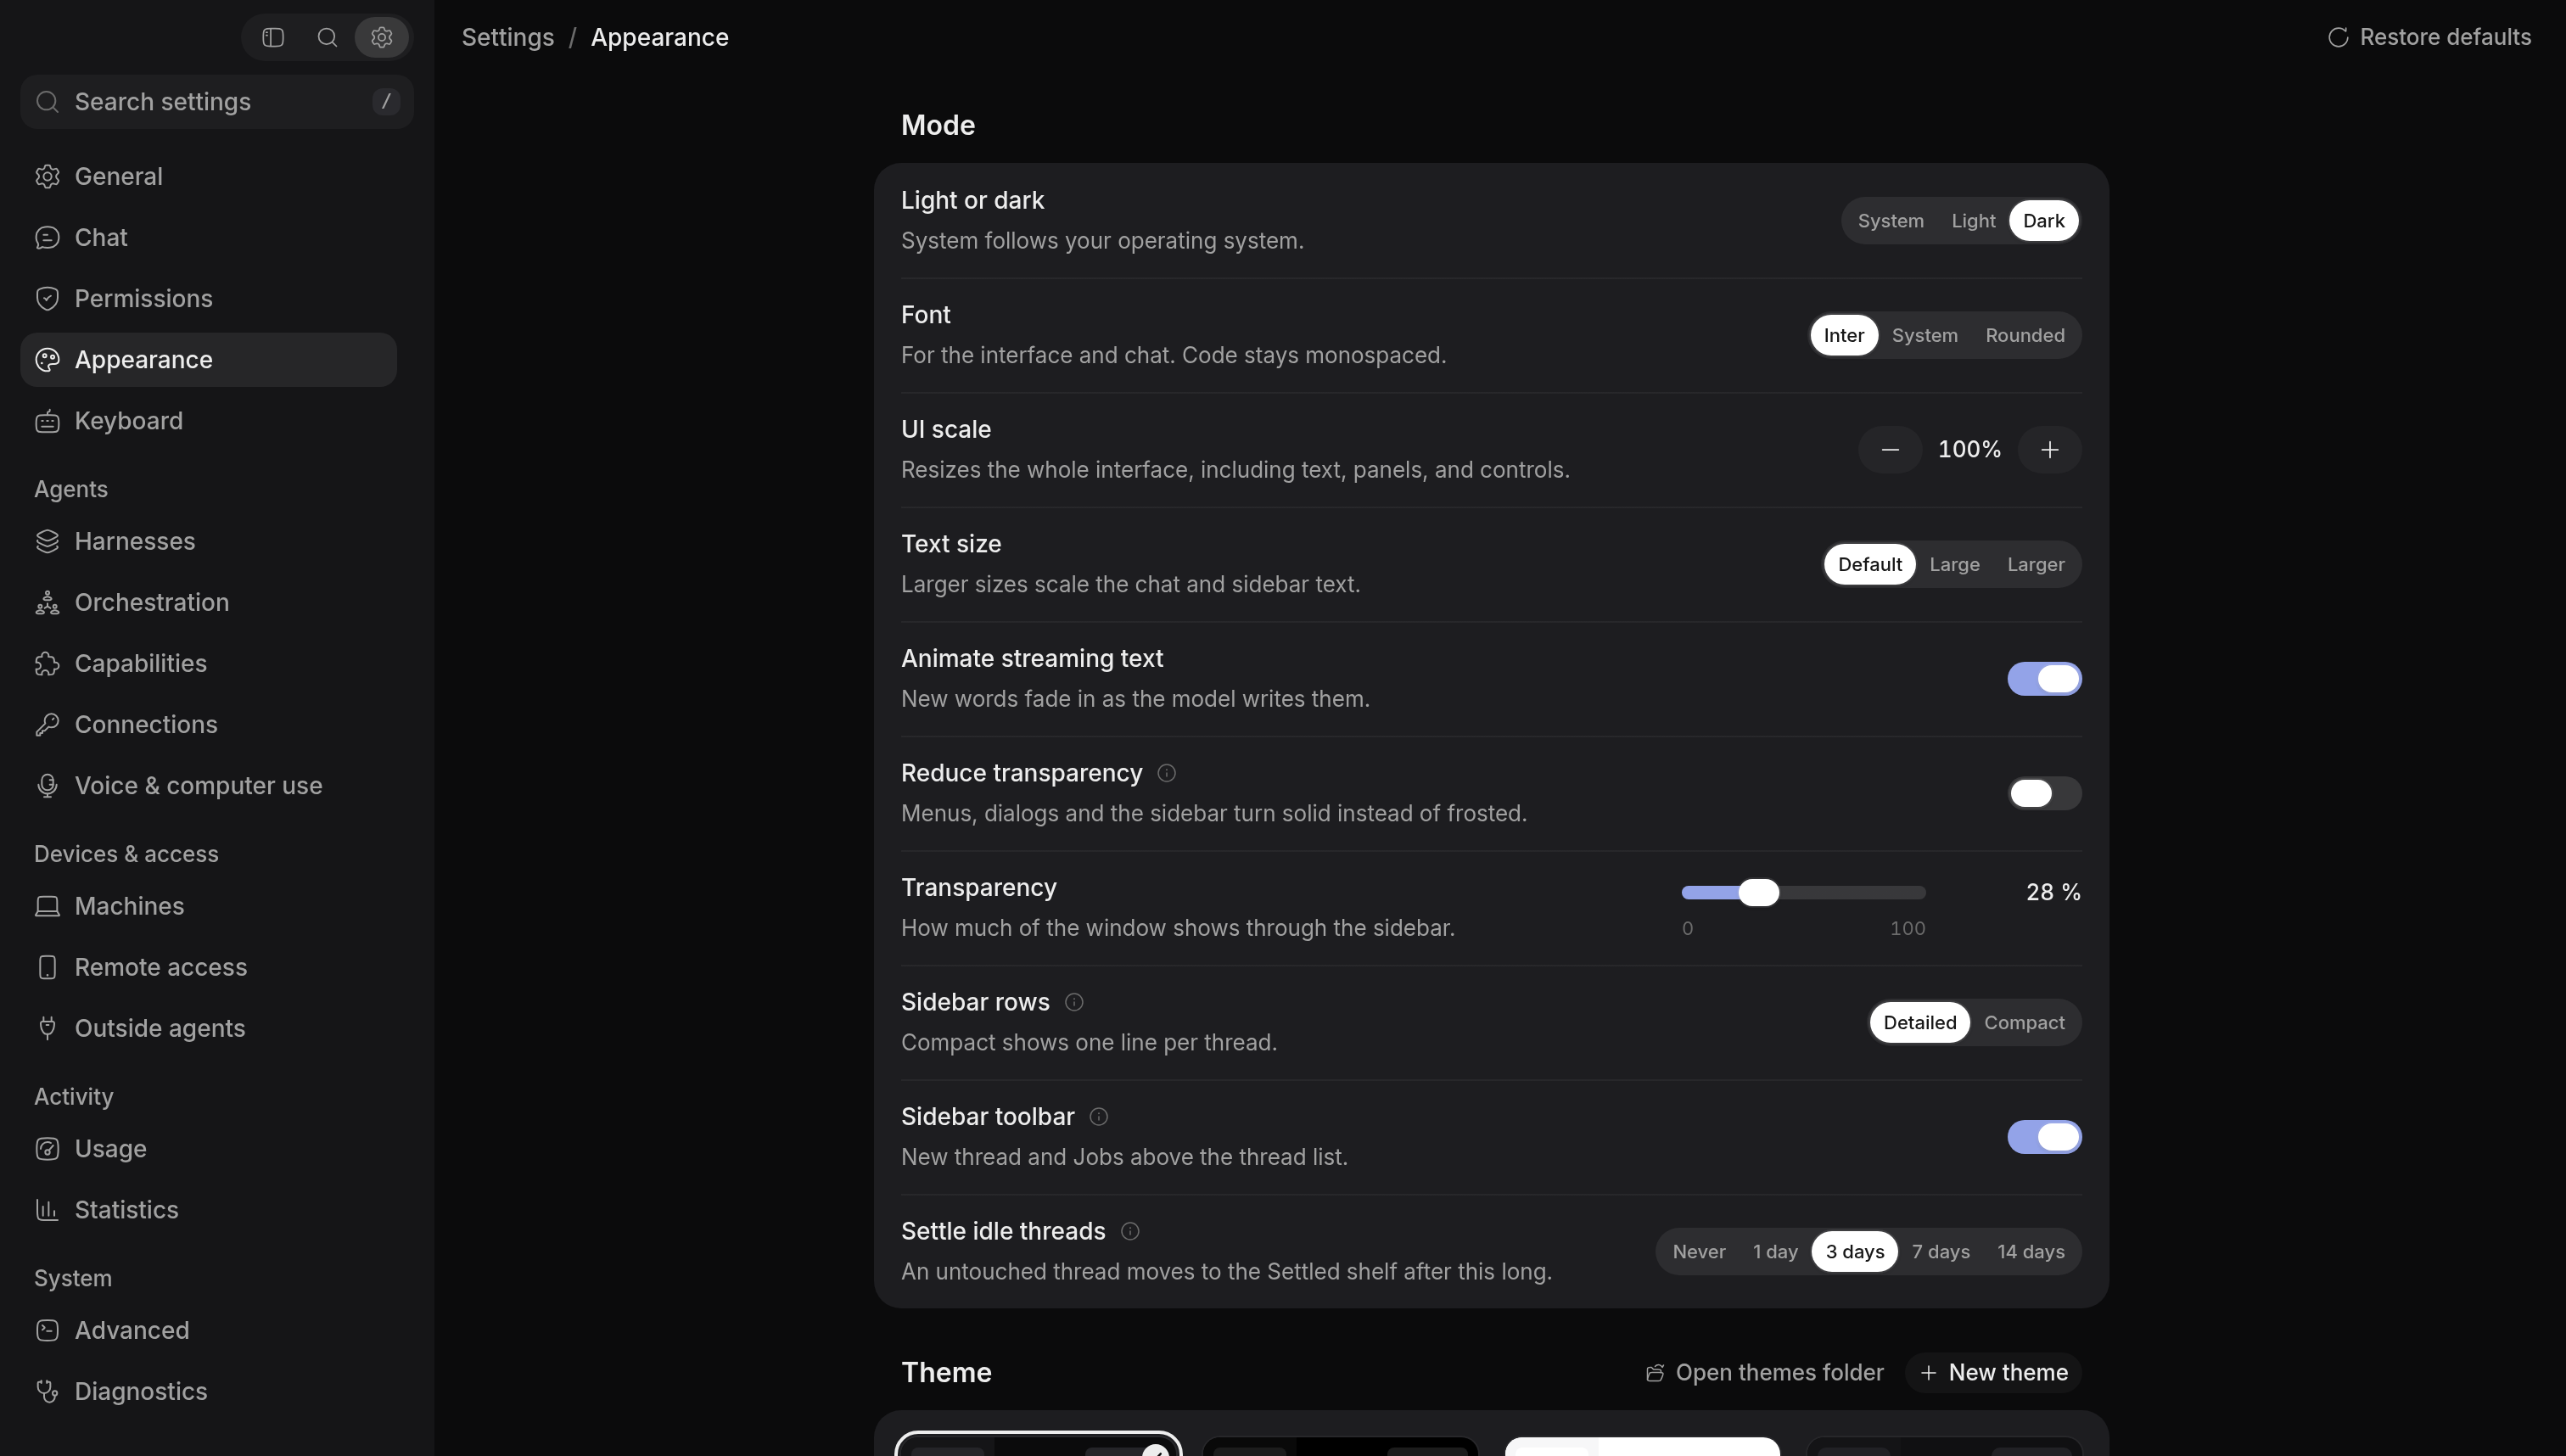 Settings / Appearance
Restore defaults
Search settings /
General
Chat
Permissions
Appearance
Keyboard
Agents
Harnesses
Orchestration
Capabilities
Connections
Voice & computer use
Devices & access
Machines
Remote access
Outside agents
Activity
Usage
Statistics
System
Advanced
Diagnostics
Mode
Light or dark
System follows your operating system.
System Light Dark
Font
For the interface and chat. Code stays monospaced.
Inter System Rounded
UI scale
Resizes the whole interface, including text, panels, and controls.
100%
Text size
Larger sizes scale the chat and sidebar text.
Default Large Larger
Animate streaming text
New words fade in as the model writes them.
Reduce transparency
Menus, dialogs and the sidebar turn solid instead of frosted.
Transparency
How much of the window shows through the sidebar.
28 %
0 100
Sidebar rows
Compact shows one line per thread.
Detailed Compact
Sidebar toolbar
New thread and Jobs above the thread list.
Settle idle threads
An untouched thread moves to the Settled shelf after this long.
Never 1 day 3 days 7 days 14 days
Theme
Open themes folder
New theme